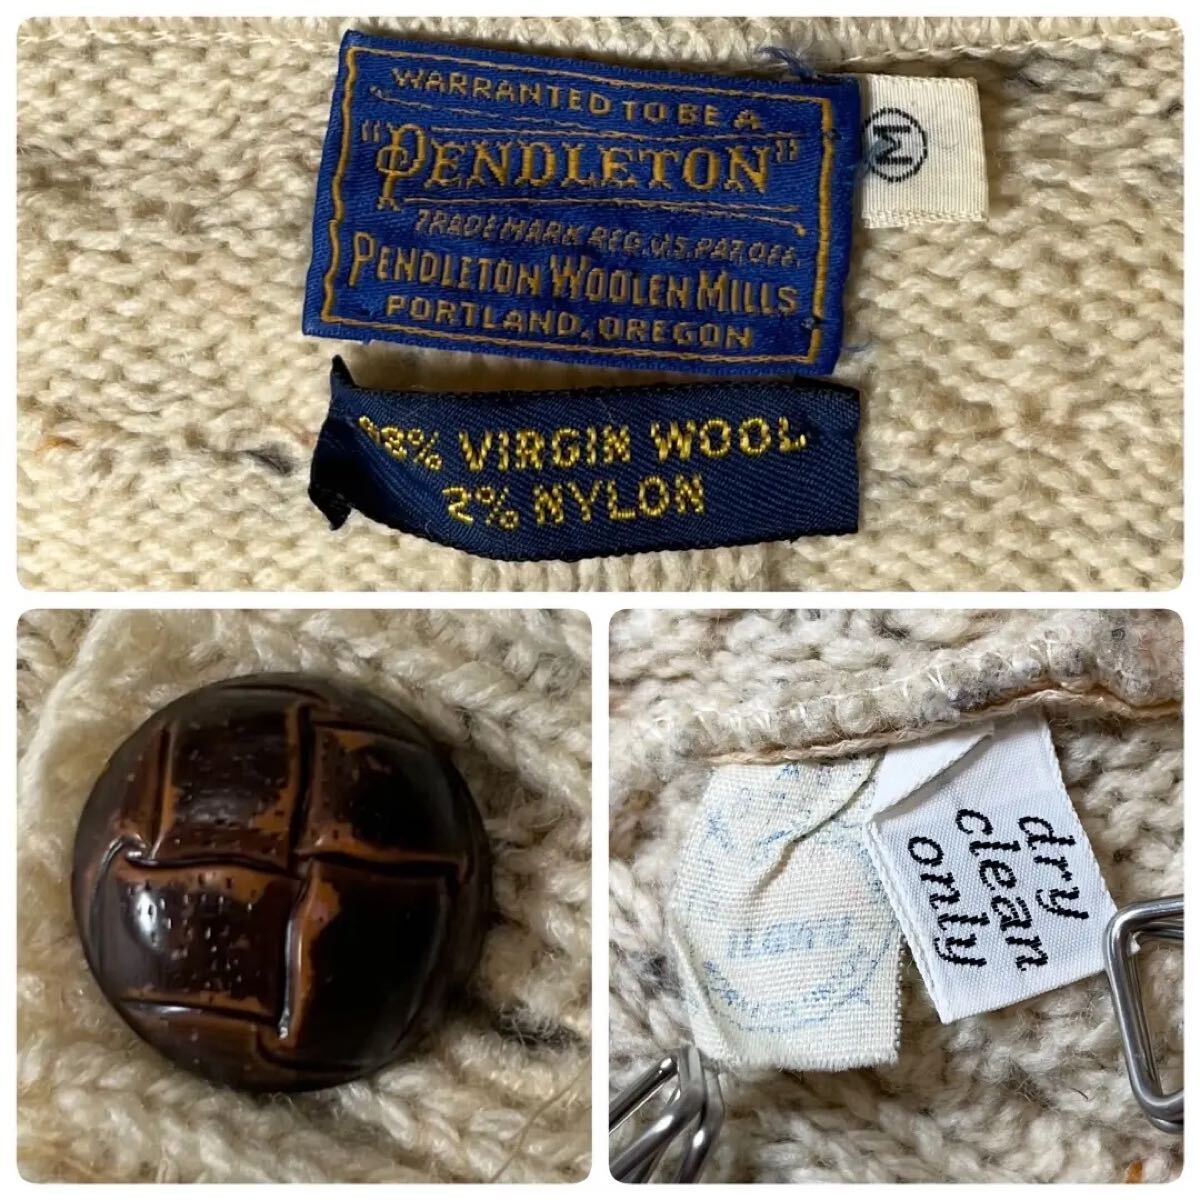 WARRANTED TO BE A
"PENDLETON"
TRADE MARK REG. U.S. PAT. OFF.
PENDLETON WOOLEN MILLS
PORTLAND, OREGON
M
98% VIRGIN WOOL
2% NYLON
dry
clean
only